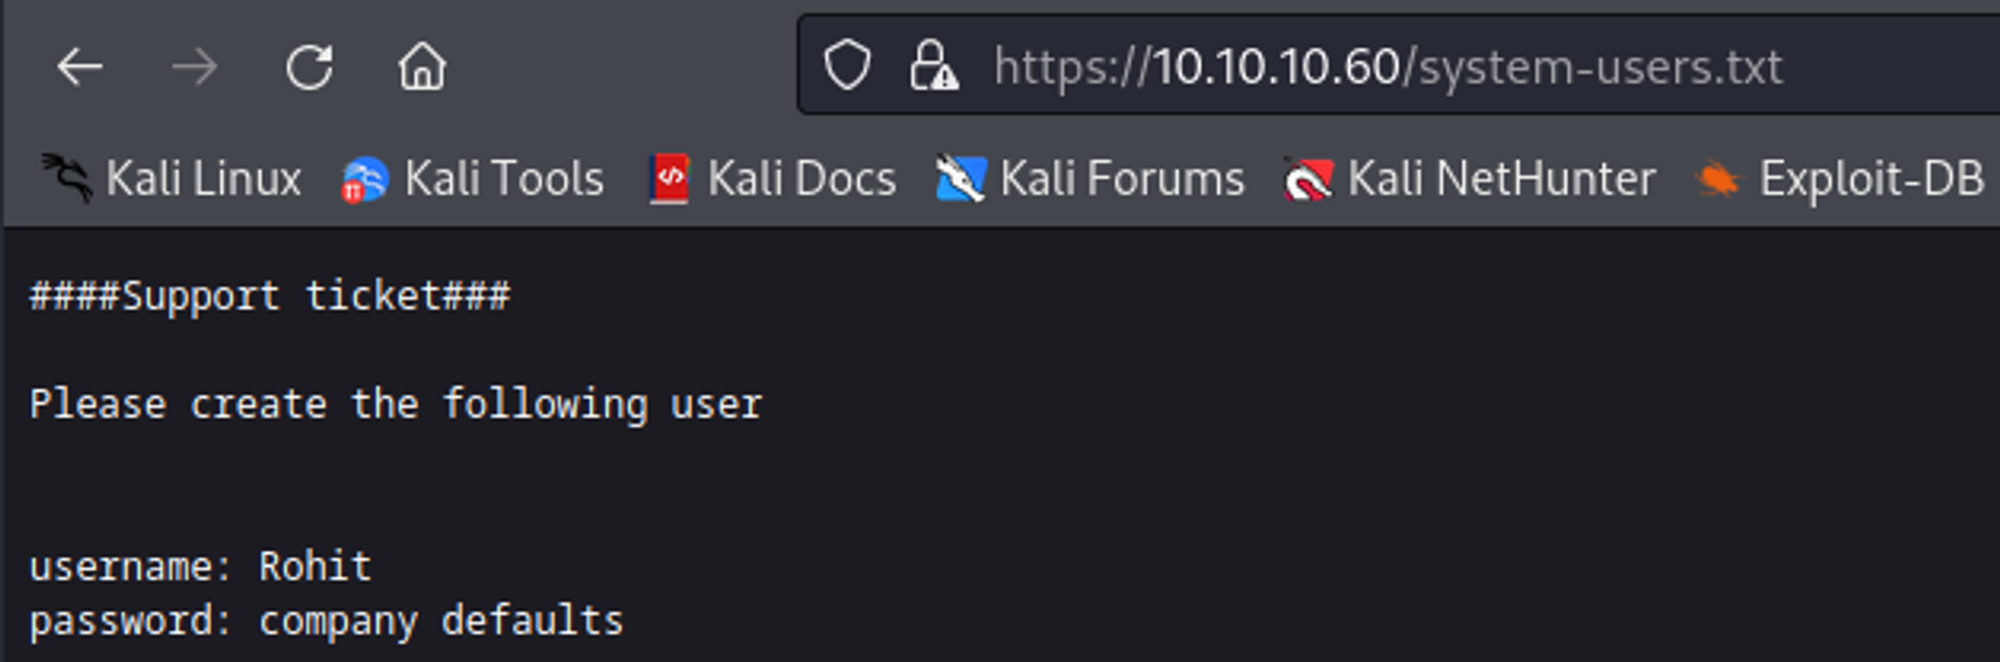 https://10.10.10.60/system-users.txt
Kali Linux Kali Tools Kali Docs Kali Forums Kali NetHunter Exploit-DB
####Support ticket###
Please create the following user
username: Rohit
password: company defaults